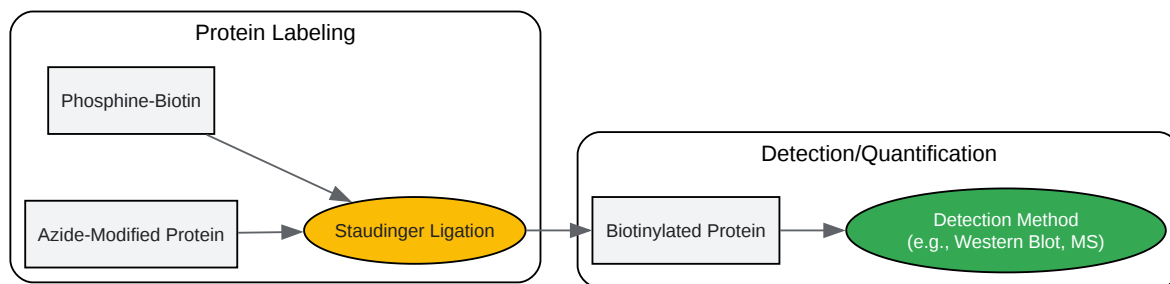 Protein Labeling
Phosphine-Biotin
Azide-Modified Protein
Staudinger Ligation
Detection/Quantification
Biotinylated Protein
Detection Method
(e.g., Western Blot, MS)